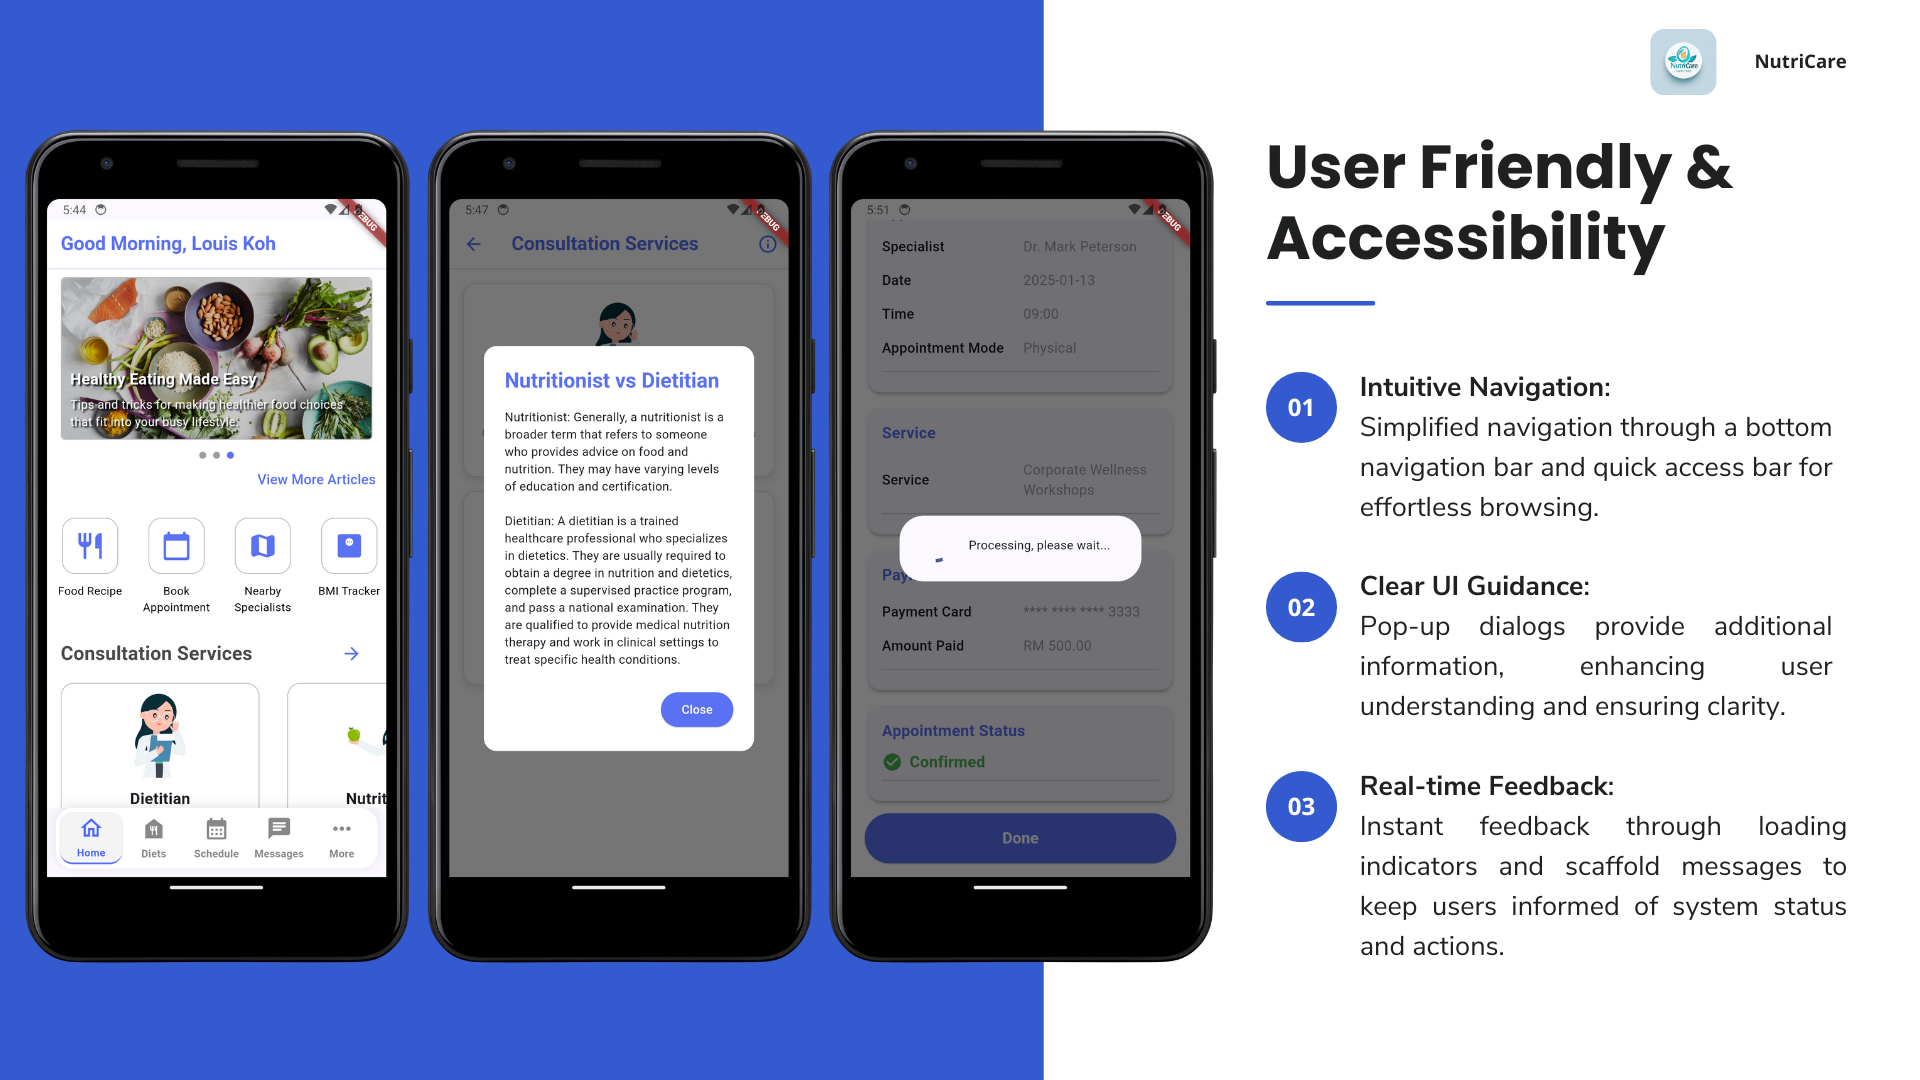 NutriCare
NutriCare
User Friendly &
Accessibility
5:44
EBUG
Good Morning, Louis Koh
Healthy Eating Made Easy
Tips and tricks for making healthier food choices
that fit into your busy lifestyle.
View More Articles
Food Recipe
Book
Appointment
Nearby
Specialists
BMI Tracker
Consultation Services
Dietitian
Nutrit
Home
Diets
Schedule
Messages
More
5:47
EBUG
Consultation Services
Nutritionist vs Dietitian
Nutritionist: Generally, a nutritionist is a
broader term that refers to someone
who provides advice on food and
nutrition. They may have varying levels
of education and certification.
Dietitian: A dietitian is a trained
healthcare professional who specializes
in dietetics. They are usually required to
obtain a degree in nutrition and dietetics,
complete a supervised practice program,
and pass a national examination. They
are qualified to provide medical nutrition
therapy and work in clinical settings to
treat specific health conditions.
Close
5:51
EBUG
Specialist Dr. Mark Peterson
Date 2025-01-13
Time 09:00
Appointment Mode Physical
Service
Service Corporate Wellness
Workshops
Processing, please wait...
Pay
Payment Card **** **** **** 3333
Amount Paid RM 500.00
Appointment Status
Confirmed
Done
01
Intuitive Navigation:
Simplified navigation through a bottom
navigation bar and quick access bar for
effortless browsing.
02
Clear UI Guidance:
Pop-up dialogs provide additional
information, enhancing user
understanding and ensuring clarity.
03
Real-time Feedback:
Instant feedback through loading
indicators and scaffold messages to
keep users informed of system status
and actions.